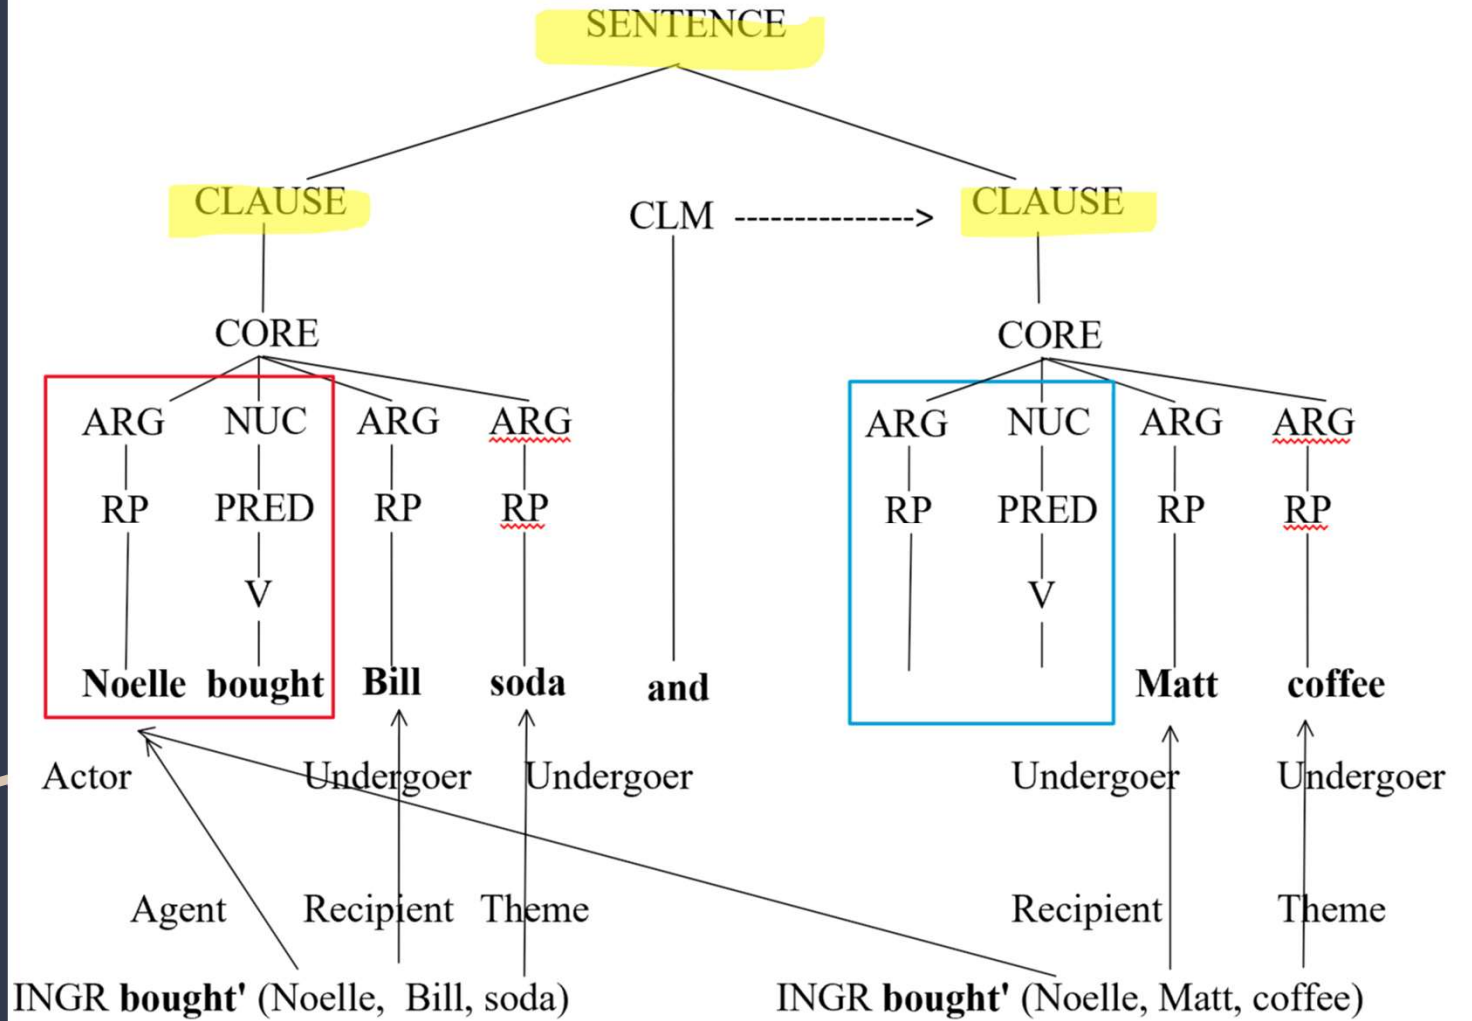 SENTENCE
CLAUSE CLM ---------------> CLAUSE
CORE CORE
ARG NUC ARG ARG ARG NUC ARG ARG
RP PRED RP RP RP PRED RP RP
V V
Noelle bought Bill soda and Matt coffee
Actor Undergoer Undergoer Undergoer Undergoer
Agent Recipient Theme Recipient Theme
INGR bought' (Noelle, Bill, soda) INGR bought' (Noelle, Matt, coffee)